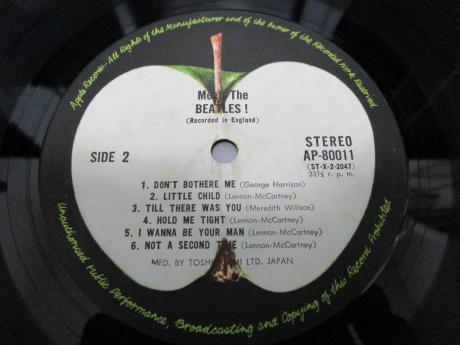 Apple Records-All Rights of the Manufacturer and of the Owner of the Recorded Work Reserved
Meet The
BEATLES !
(Recorded in England)
SIDE 2
STEREO
AP-80011
(ST-X-2-2047)
33⅓ r. p. m.
1. DON'T BOTHERE ME (George Harrison)
2. LITTLE CHILD (Lennon-McCartney)
3. TILL THERE WAS YOU (Meredith Willson)
4. HOLD ME TIGHT (Lennon-McCartney)
5. I WANNA BE YOUR MAN (Lennon-McCartney)
6. NOT A SECOND TIME (Lennon-McCartney)
MFD. BY TOSHIBA EMI LTD. JAPAN
Unauthorized Public Performance, Broadcasting and Copying of this Record Prohibited